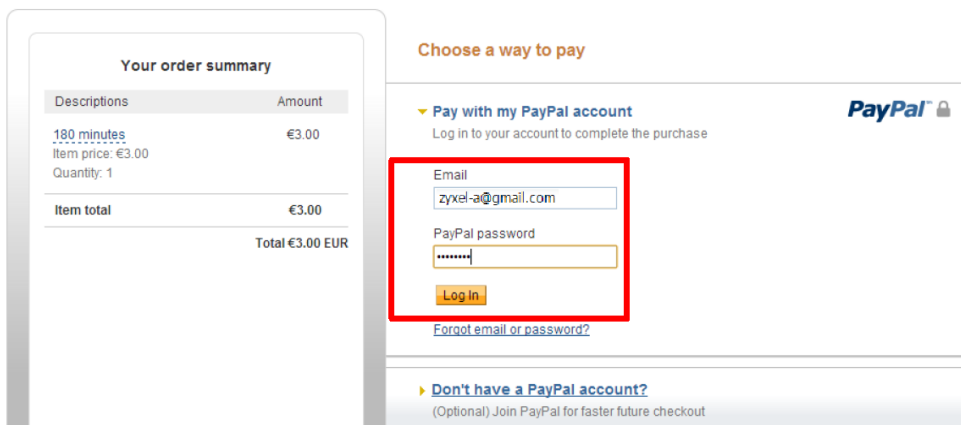 Your order summary
Descriptions Amount
180 minutes €3.00
Item price: €3.00
Quantity: 1
Item total €3.00
Total €3.00 EUR
Choose a way to pay
Pay with my PayPal account PayPal™
Log in to your account to complete the purchase
Email
zyxel-a@gmail.com
PayPal password
••••••••
Log In
Forgot email or password?
Don't have a PayPal account?
(Optional) Join PayPal for faster future checkout